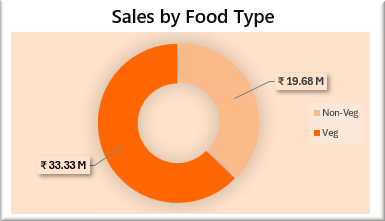 Sales by Food Type
₹ 19.68 M
Non-Veg
Veg
₹ 33.33 M